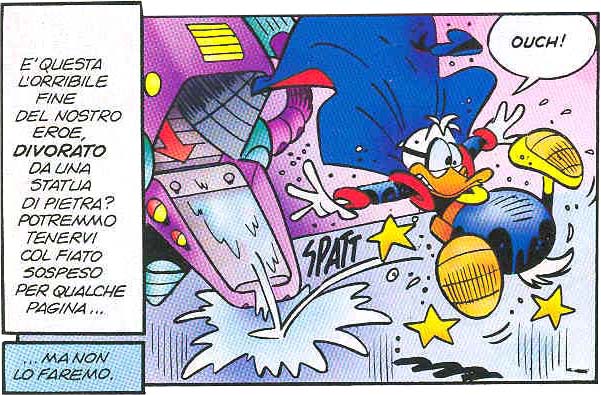 E' QUESTA
L'ORRIBILE
FINE
DEL NOSTRO
EROE,
DIVORATO
DA UNA
STATUA
DI PIETRA?
POTREMMO
TENERVI
COL FIATO
SOSPESO
PER QUALCHE
PAGINA...
...MA NON
LO FAREMO.
SPATT
OUCH!